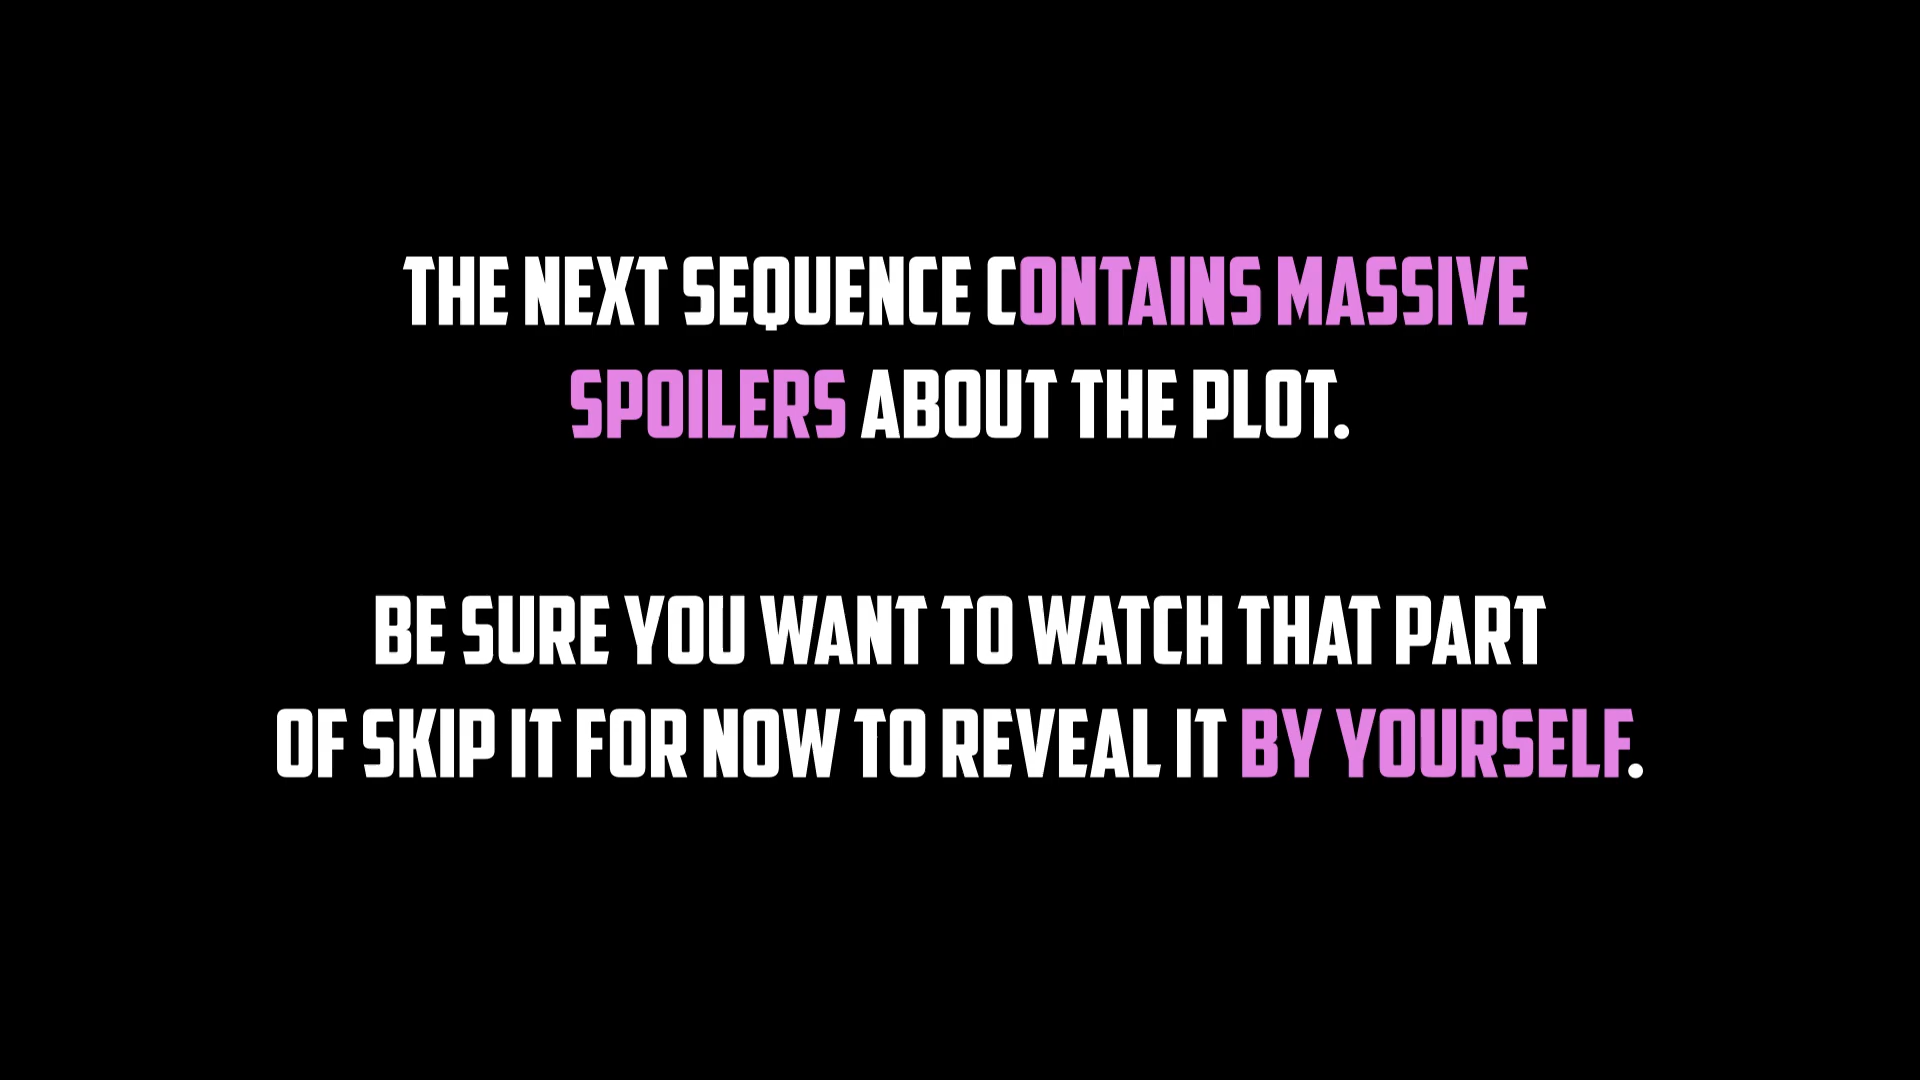 THE NEXT SEQUENCE CONTAINS MASSIVE
SPOILERS ABOUT THE PLOT.
BE SURE YOU WANT TO WATCH THAT PART
OF SKIP IT FOR NOW TO REVEAL IT BY YOURSELF.